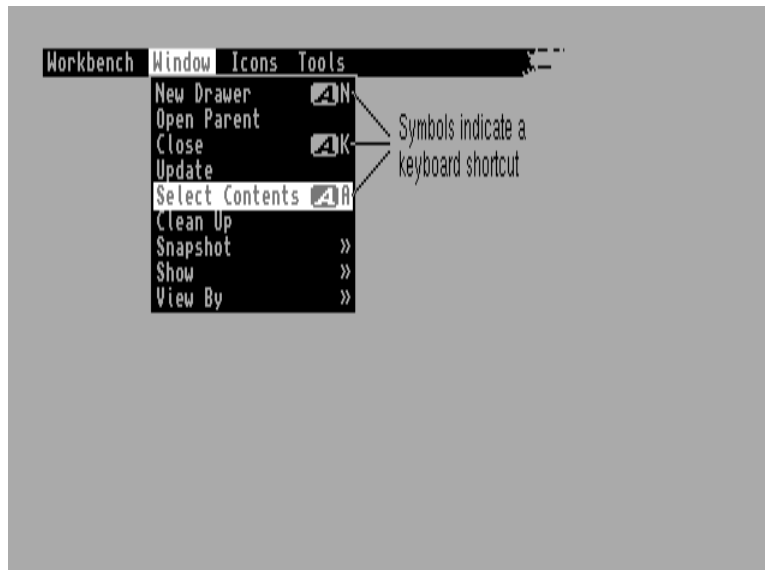 Workbench Window Icons Tools
New Drawer A N
Open Parent
Close A K
Update
Select Contents A A
Clean Up
Snapshot »
Show »
View By »
Symbols indicate a
keyboard shortcut